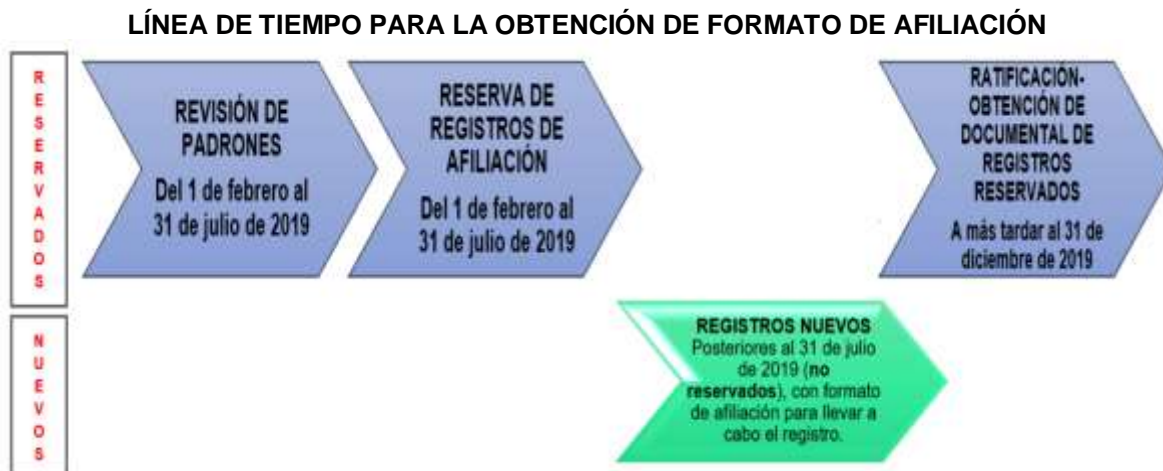 LÍNEA DE TIEMPO PARA LA OBTENCIÓN DE FORMATO DE AFILIACIÓN
RESERVADOS
REVISIÓN DE
PADRONES
Del 1 de febrero al
31 de julio de 2019
RESERVA DE
REGISTROS DE
AFILIACIÓN
Del 1 de febrero al
31 de julio de 2019
RATIFICACIÓN-
OBTENCIÓN DE
DOCUMENTAL DE
REGISTROS
RESERVADOS
A más tardar al 31 de
diciembre de 2019
NUEVOS
REGISTROS NUEVOS
Posteriores al 31 de julio
de 2019 (no
reservados), con formato
de afiliación para llevar a
cabo el registro.